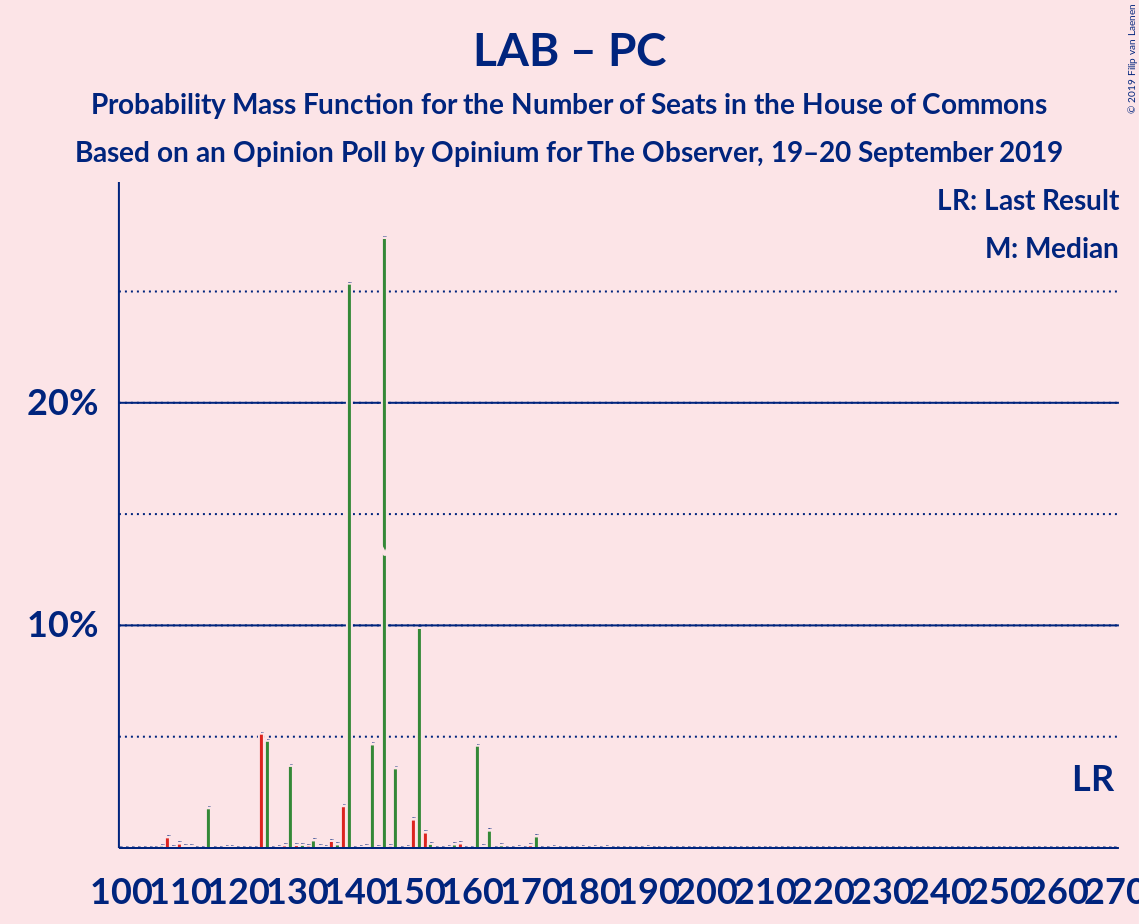 LAB – PC
Probability Mass Function for the Number of Seats in the House of Commons
Based on an Opinion Poll by Opinium for The Observer, 19–20 September 2019
© 2019 Filip van Laenen
LR: Last Result
M: Median
20%
10%
LR
100 110 120 130 140 150 160 170 180 190 200 210 220 230 240 250 260 270